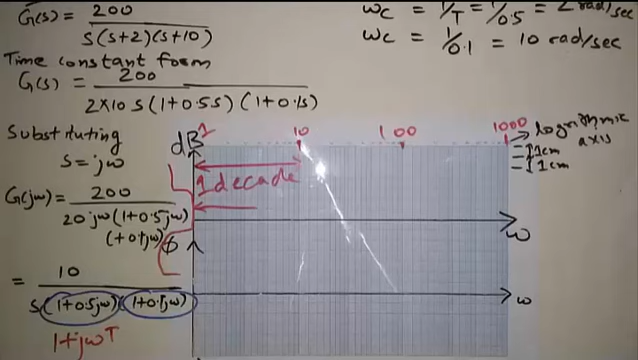 G(s) = 200
S(S+2)(S+10)
Time constant form
G(s) = 200
2×10 S(1+0.5S)(1+0.1S)
Substituting
S = jω
G(jω) = 200
20 jω(1+0.5jω)
(1+0.1jω)
= 10
S(1+0.5jω)(1+0.1jω)
1+jωT
ωc = 1/T = 1/0.5 = 2 rad/sec
ωc = 1/0.1 = 10 rad/sec
dB 1 10 100 1000
logrithmic
axis
1cm
1cm
1 decade
ω
ϕ
ω